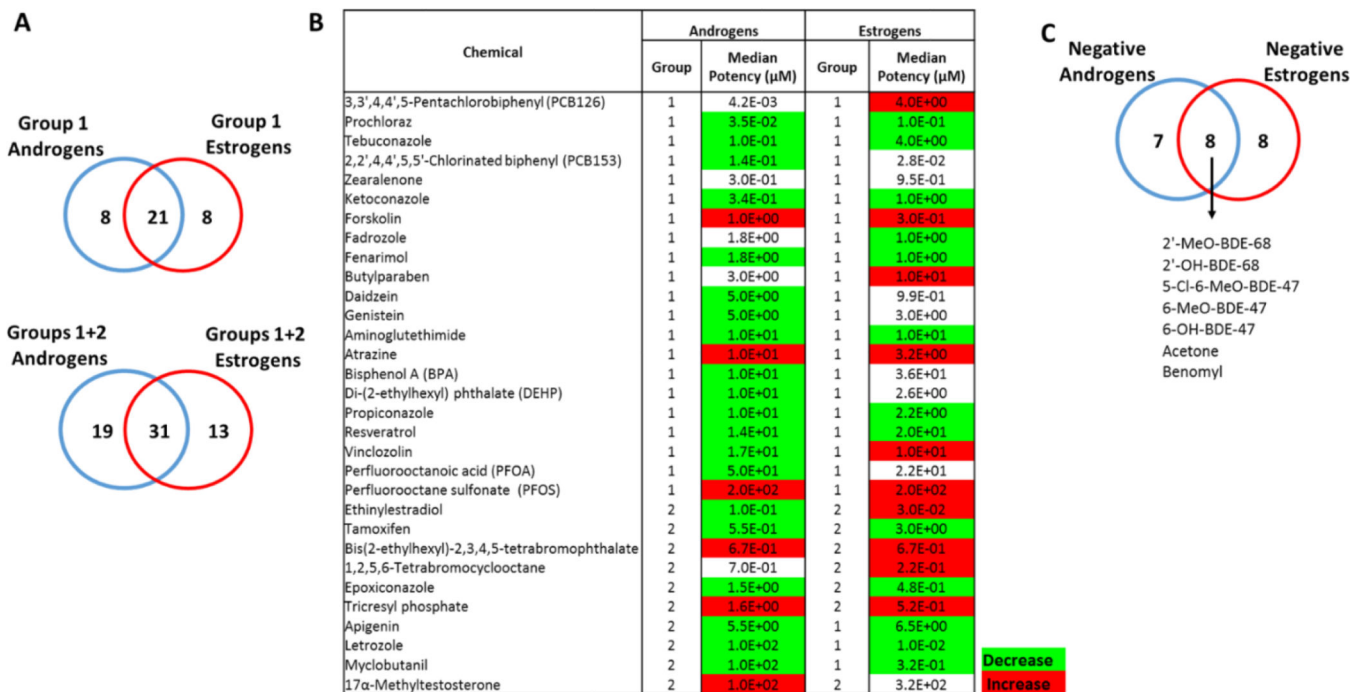 A
Group 1
Androgens
Group 1
Estrogens
8 21 8
Groups 1+2
Androgens
Groups 1+2
Estrogens
19 31 13
B
Chemical Androgens Estrogens
Group Median Potency (μM) Group Median Potency (μM)
3,3',4,4',5-Pentachlorobiphenyl (PCB126) 1 4.2E-03 1 4.0E+00
Prochloraz 1 3.5E-02 1 1.0E-01
Tebuconazole 1 1.0E-01 1 4.0E+00
2,2',4,4',5,5'-Chlorinated biphenyl (PCB153) 1 1.4E-01 1 2.8E-02
Zearalenone 1 3.0E-01 1 9.5E-01
Ketoconazole 1 3.4E-01 1 1.0E+00
Forskolin 1 1.0E+00 1 3.0E-01
Fadrozole 1 1.8E+00 1 1.0E+00
Fenarimol 1 1.8E+00 1 1.0E+00
Butylparaben 1 3.0E+00 1 1.0E+01
Daidzein 1 5.0E+00 1 9.9E-01
Genistein 1 5.0E+00 1 3.0E+00
Aminoglutethimide 1 1.0E+01 1 1.0E+01
Atrazine 1 1.0E+01 1 3.2E+00
Bisphenol A (BPA) 1 1.0E+01 1 3.6E+01
Di-(2-ethylhexyl) phthalate (DEHP) 1 1.0E+01 1 2.6E+00
Propiconazole 1 1.0E+01 1 2.2E+00
Resveratrol 1 1.4E+01 1 2.0E+01
Vinclozolin 1 1.7E+01 1 1.0E+01
Perfluorooctanoic acid (PFOA) 1 5.0E+01 1 2.2E+01
Perfluorooctane sulfonate (PFOS) 1 2.0E+02 1 2.0E+02
Ethinylestradiol 2 1.0E-01 2 3.0E-02
Tamoxifen 2 5.5E-01 2 3.0E+00
Bis(2-ethylhexyl)-2,3,4,5-tetrabromophthalate 2 6.7E-01 2 6.7E-01
1,2,5,6-Tetrabromocyclooctane 2 7.0E-01 2 2.2E-01
Epoxiconazole 2 1.5E+00 2 4.8E-01
Tricresyl phosphate 2 1.6E+00 2 5.2E-01
Apigenin 2 5.5E+00 1 6.5E+00
Letrozole 2 1.0E+02 1 1.0E-02
Myclobutanil 2 1.0E+02 1 3.2E-01
17α-Methyltestosterone 2 1.0E+02 2 3.2E+02
Decrease
Increase
C
Negative
Androgens
Negative
Estrogens
7 8 8
2'-MeO-BDE-68
2'-OH-BDE-68
5-Cl-6-MeO-BDE-47
6-MeO-BDE-47
6-OH-BDE-47
Acetone
Benomyl